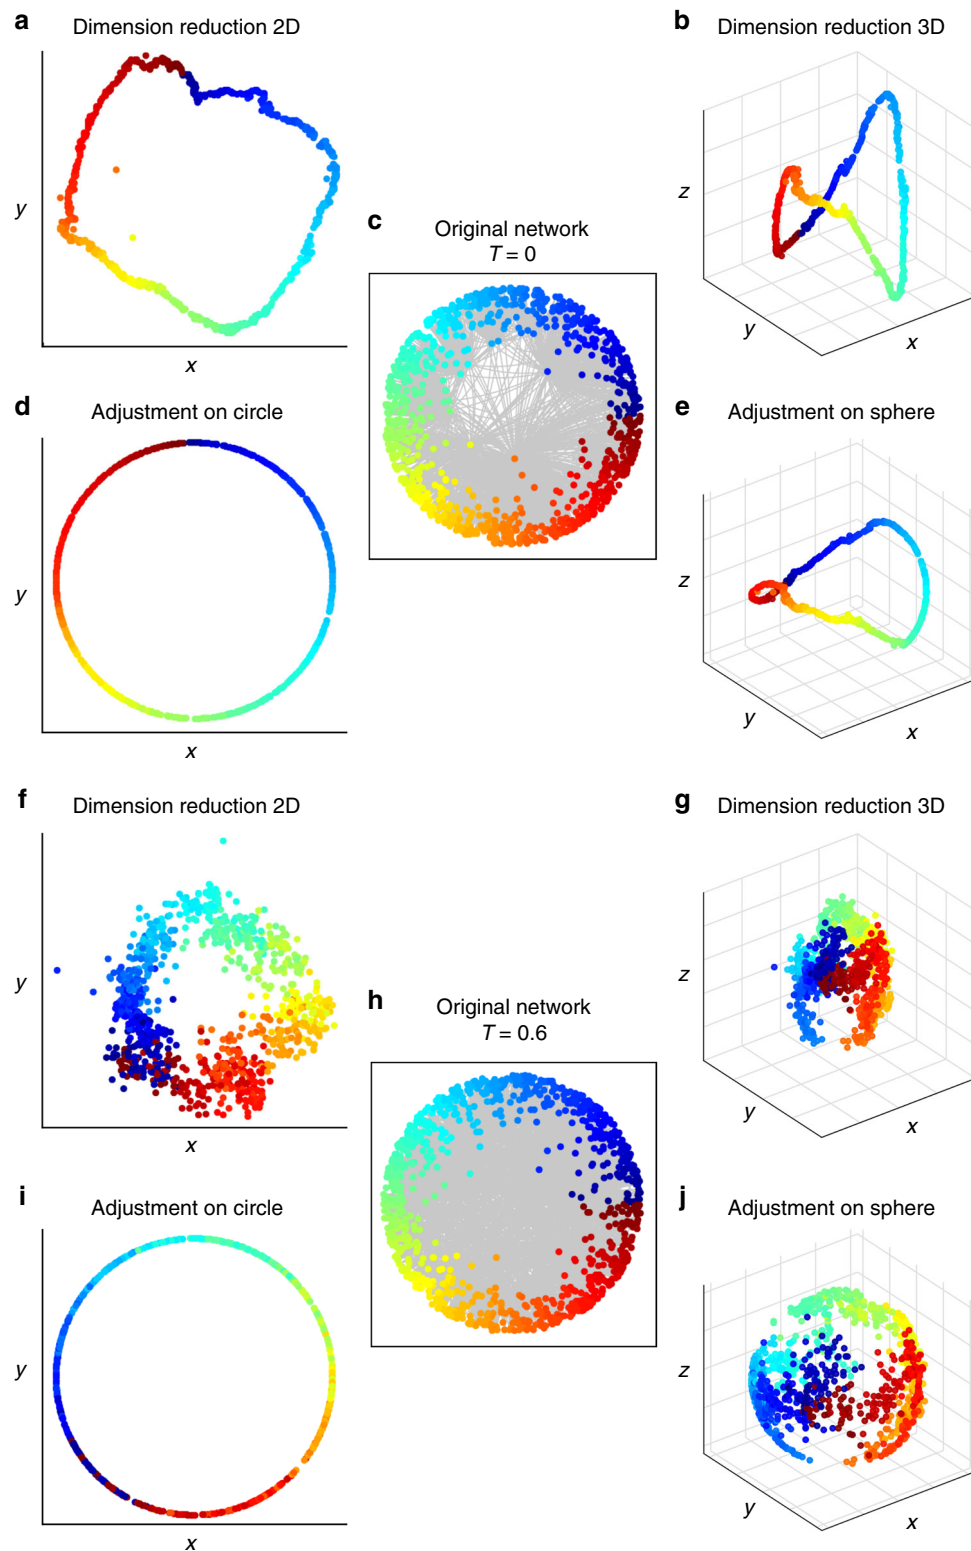 a Dimension reduction 2D
y
x
b Dimension reduction 3D
z
y
x
c Original network
T = 0
d Adjustment on circle
y
x
e Adjustment on sphere
z
y
x
f Dimension reduction 2D
y
x
g Dimension reduction 3D
z
y
x
h Original network
T = 0.6
i Adjustment on circle
y
x
j Adjustment on sphere
z
y
x